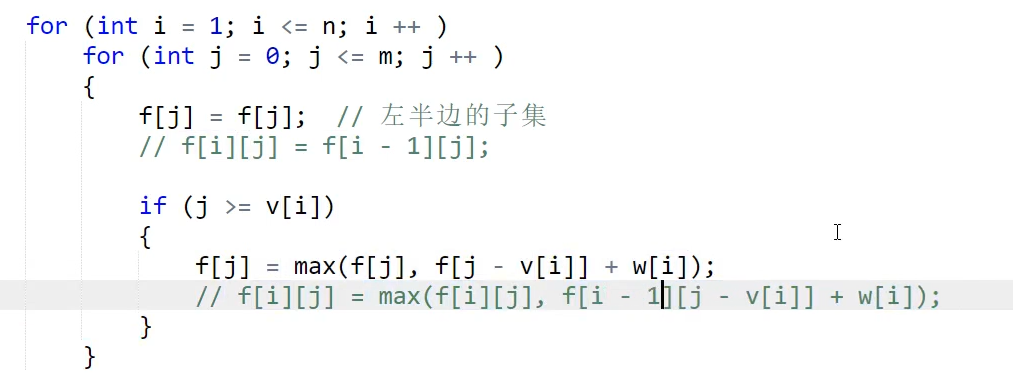 for (int i = 1; i <= n; i ++ )
    for (int j = 0; j <= m; j ++ )
    {
        f[j] = f[j];  // 左半边的子集
        // f[i][j] = f[i - 1][j];
        if (j >= v[i])
        {
            f[j] = max(f[j], f[j - v[i]] + w[i]);
            // f[i][j] = max(f[i][j], f[i - 1][j - v[i]] + w[i]);
        }
    }